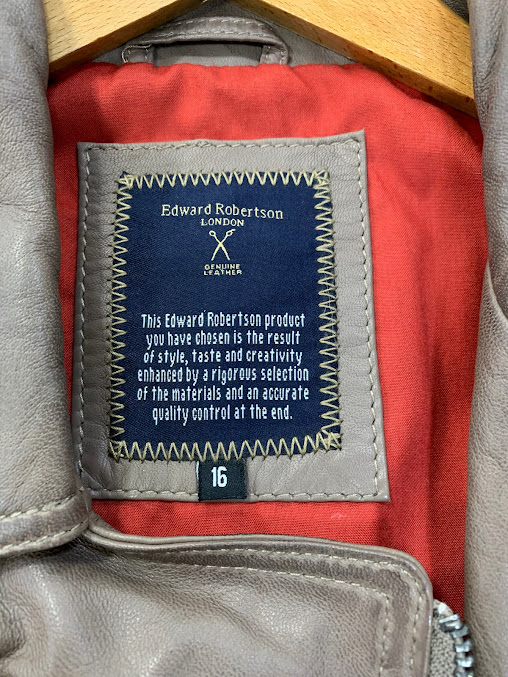 Edward Robertson
LONDON
GENUINE
LEATHER
This Edward Robertson product
you have chosen is the result
of style, taste and creativity
enhanced by a rigorous selection
of the materials and an accurate
quality control at the end.
16